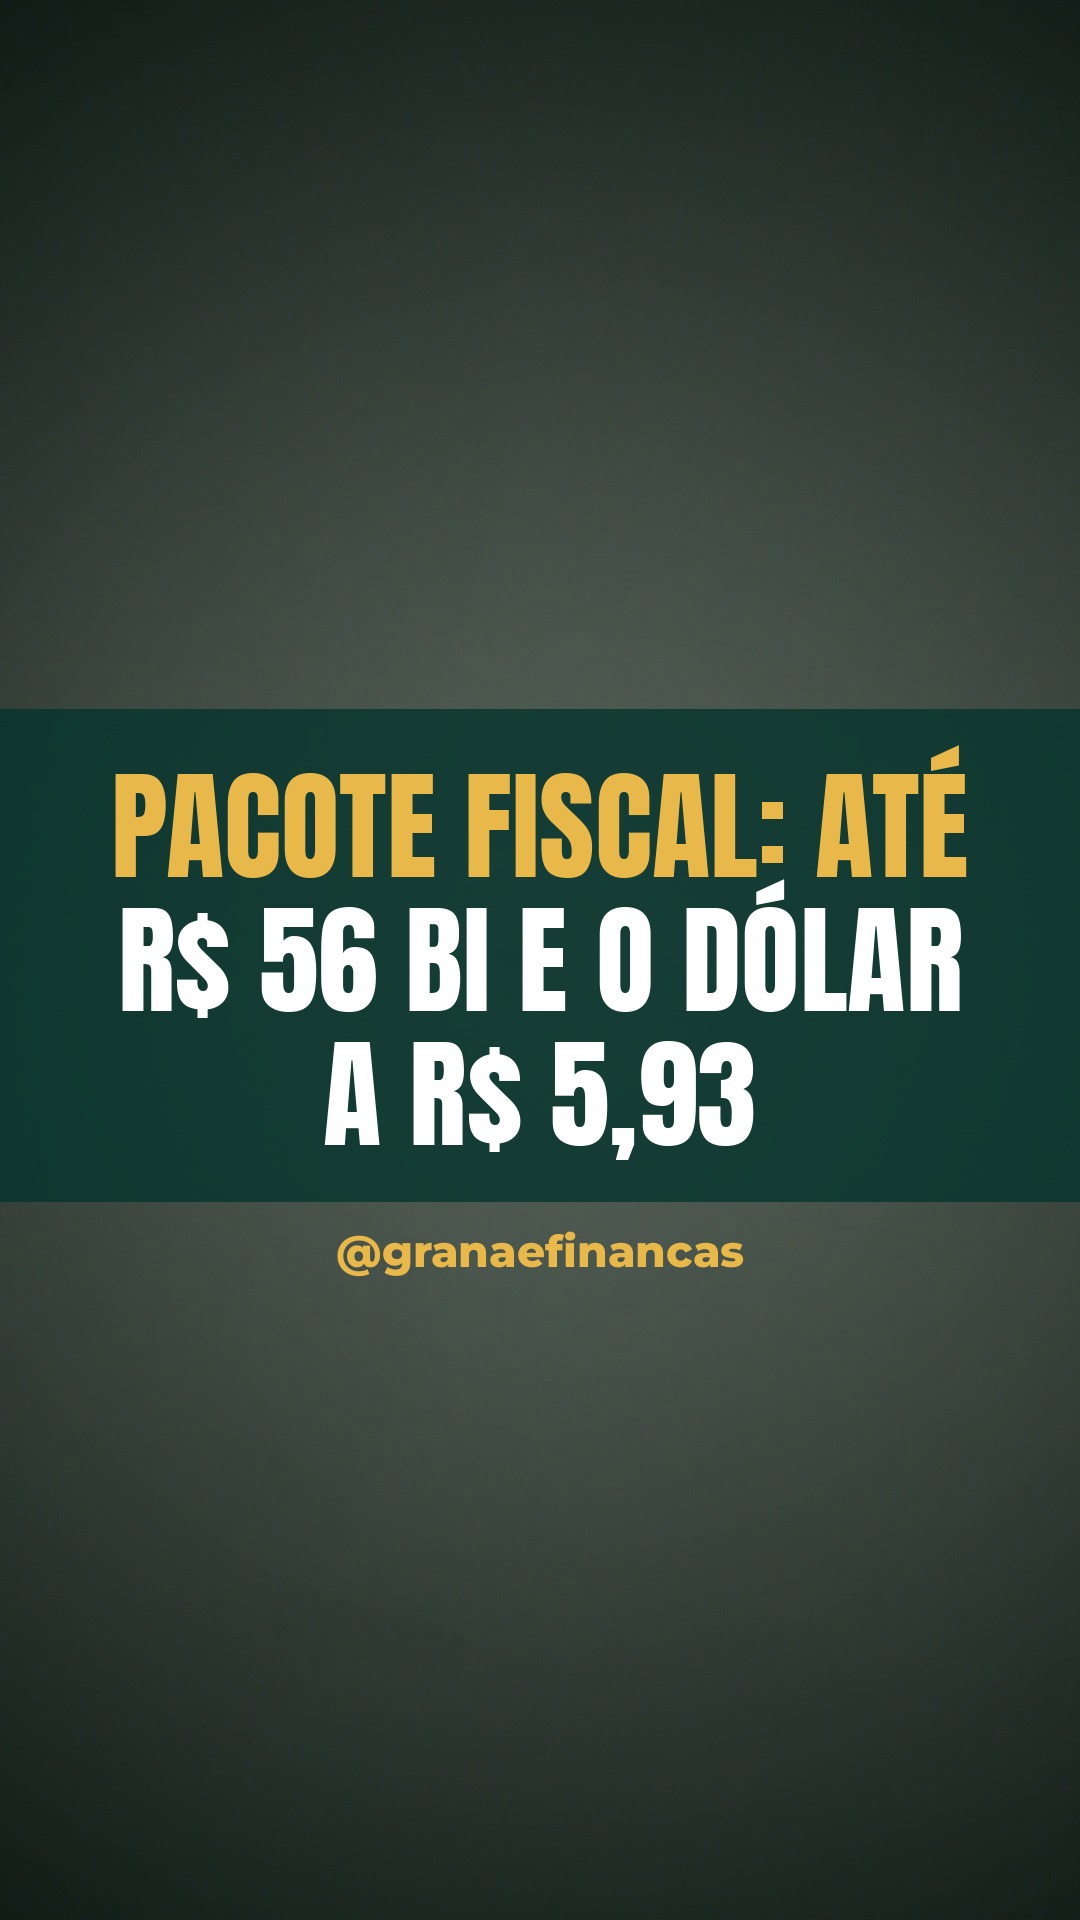 PACOTE FISCAL: ATÉ
R$ 56 BI E O DÓLAR
A R$ 5,93
@granaefinancas